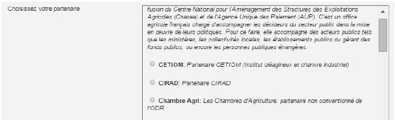 Choisissez votre partenaire
fusion du Centre National pour l'Aménagement des Structures des Exploitations
Agricoles (Cnasea) et de l'Agence Unique des Paiement (AUP). C'est un office
agricole français chargé d'accompagner les décideurs du secteur public dans la mise
en œuvre de leurs politiques. Pour ce faire, elle accompagne des acteurs publics tels
que les ministères, les collectivités locales, les établissements publics ou gérant des
fonds publics, ou encore les personnes publiques étrangères.
CETIOM: Partenaire CETIOM (Institut oléagineux et chanvre industriel)
CIRAD: Partenaire CIRAD
Chambre Agri: Les Chambres d'Agriculture, partenaire non conventionné de
l'ODR